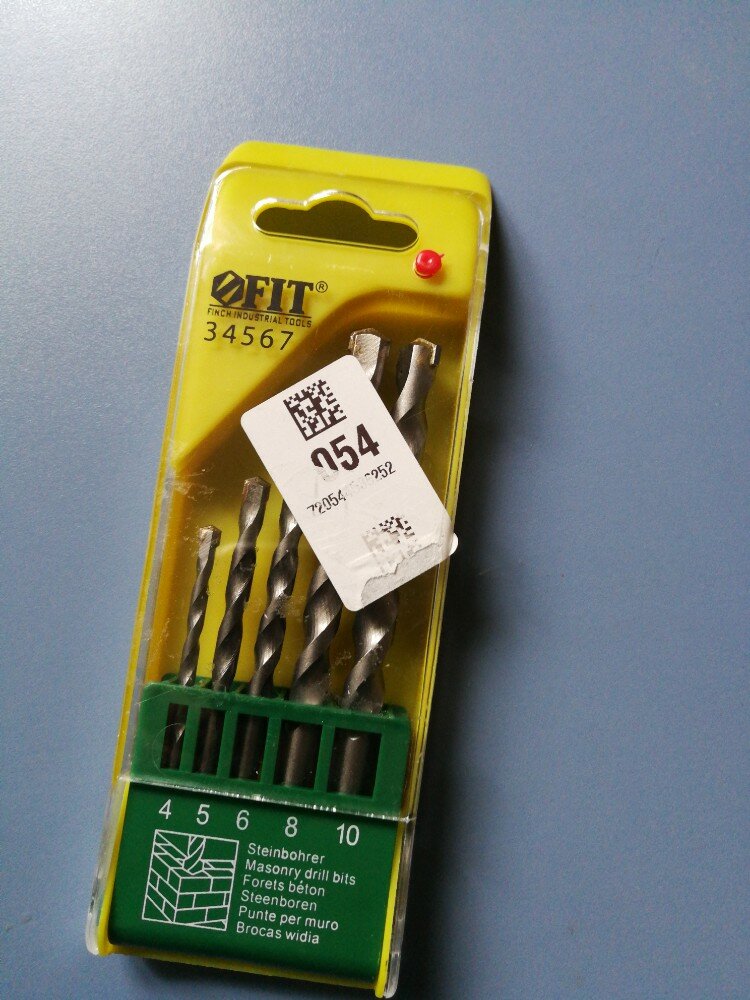 FIT®
FINCH INDUSTRIAL TOOLS
34567
054
4 5 6 8 10
Steinbohrer
Masonry drill bits
Forets béton
Steenboren
Punte per muro
Brocas widia